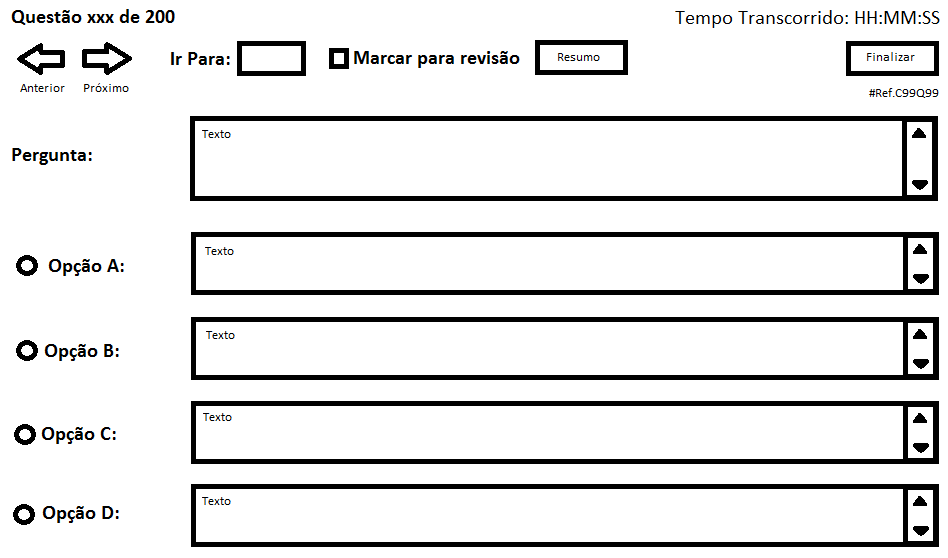 Questão xxx de 200
Tempo Transcorrido: HH:MM:SS
Ir Para:
Marcar para revisão
Resumo
Finalizar
Anterior
Próximo
#Ref.C99Q99
Pergunta:
Texto
Opção A:
Texto
Opção B:
Texto
Opção C:
Texto
Opção D:
Texto